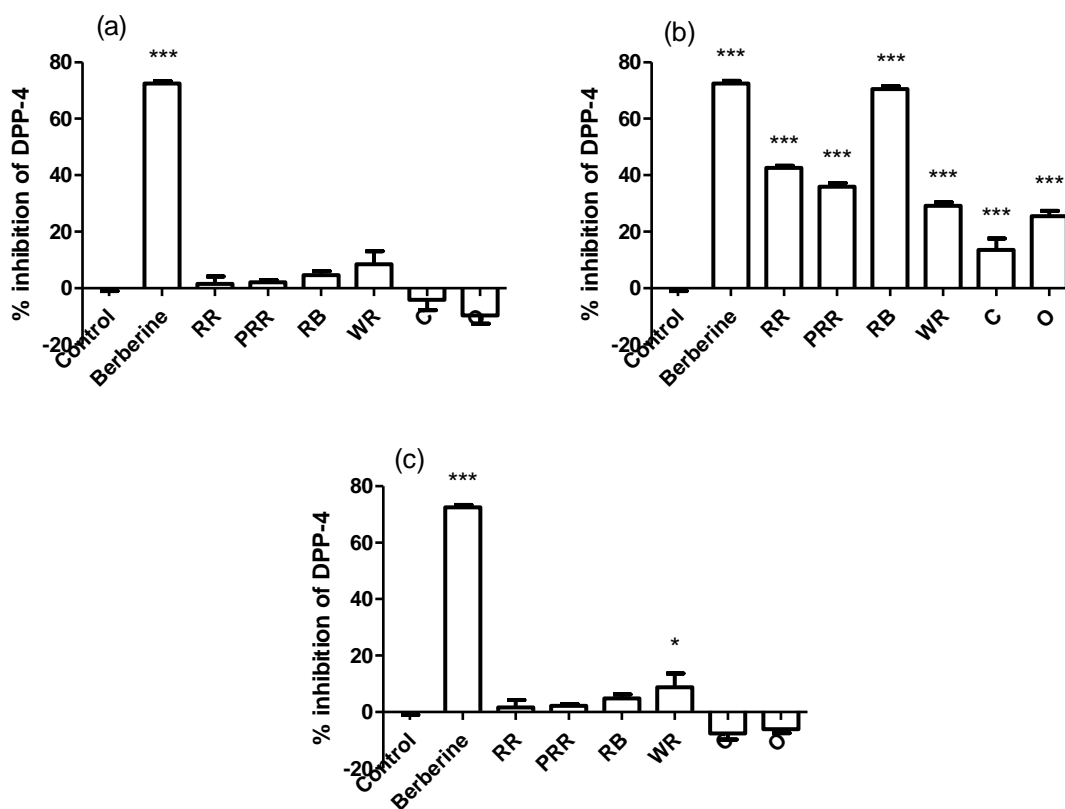 (a)
% inhibition of DPP-4
80
60
40
20
0
-20
***
Control
Berberine
RR
PRR
RB
WR
C
O
(b)
% inhibition of DPP-4
80
60
40
20
0
-20
***
***
***
***
***
***
***
Control
Berberine
RR
PRR
RB
WR
C
O
(c)
% inhibition of DPP-4
80
60
40
20
0
-20
***
*
Control
Berberine
RR
PRR
RB
WR
C
O